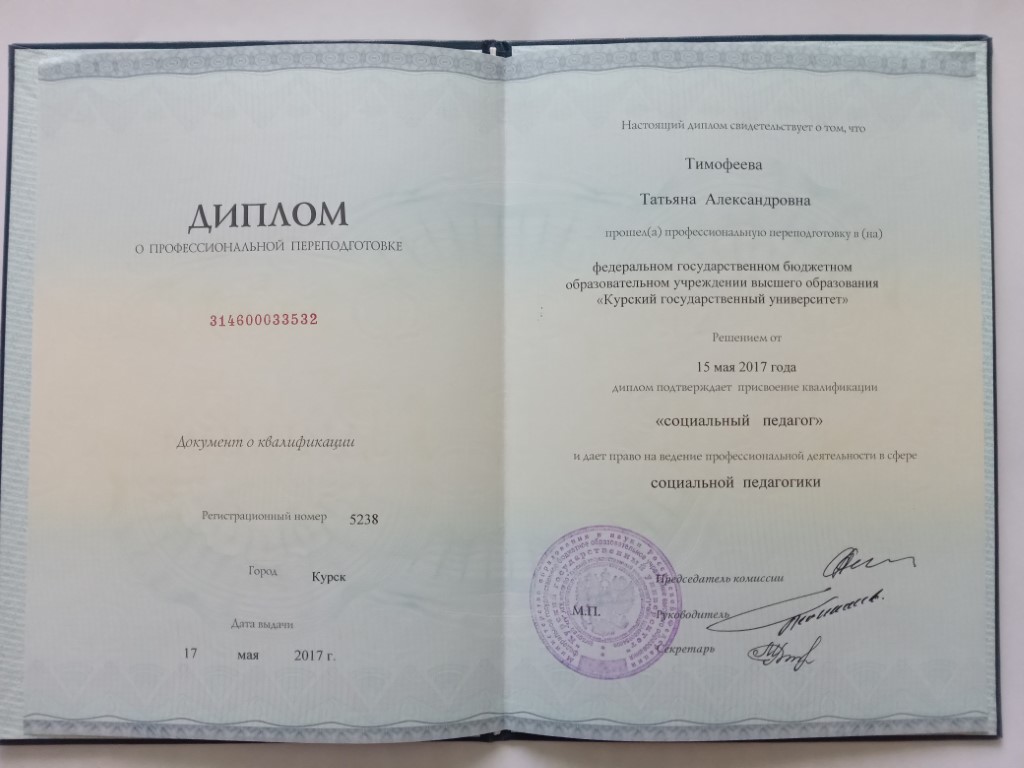 ДИПЛОМ
О ПРОФЕССИОНАЛЬНОЙ ПЕРЕПОДГОТОВКЕ
314600033532
Документ о квалификации
Регистрационный номер 5238
Город Курск
Дата выдачи
17 мая 2017 г.
Настоящий диплом свидетельствует о том, что
Тимофеева
Татьяна Александровна
прошел(а) профессиональную переподготовку в (на)
федеральном государственном бюджетном
образовательном учреждении высшего образования
«Курский государственный университет»
Решением от
15 мая 2017 года
диплом подтверждает присвоение квалификации
«социальный педагог»
и дает право на ведение профессиональной деятельности в сфере
социальной педагогики
Председатель комиссии
М.П.
Руководитель
Секретарь